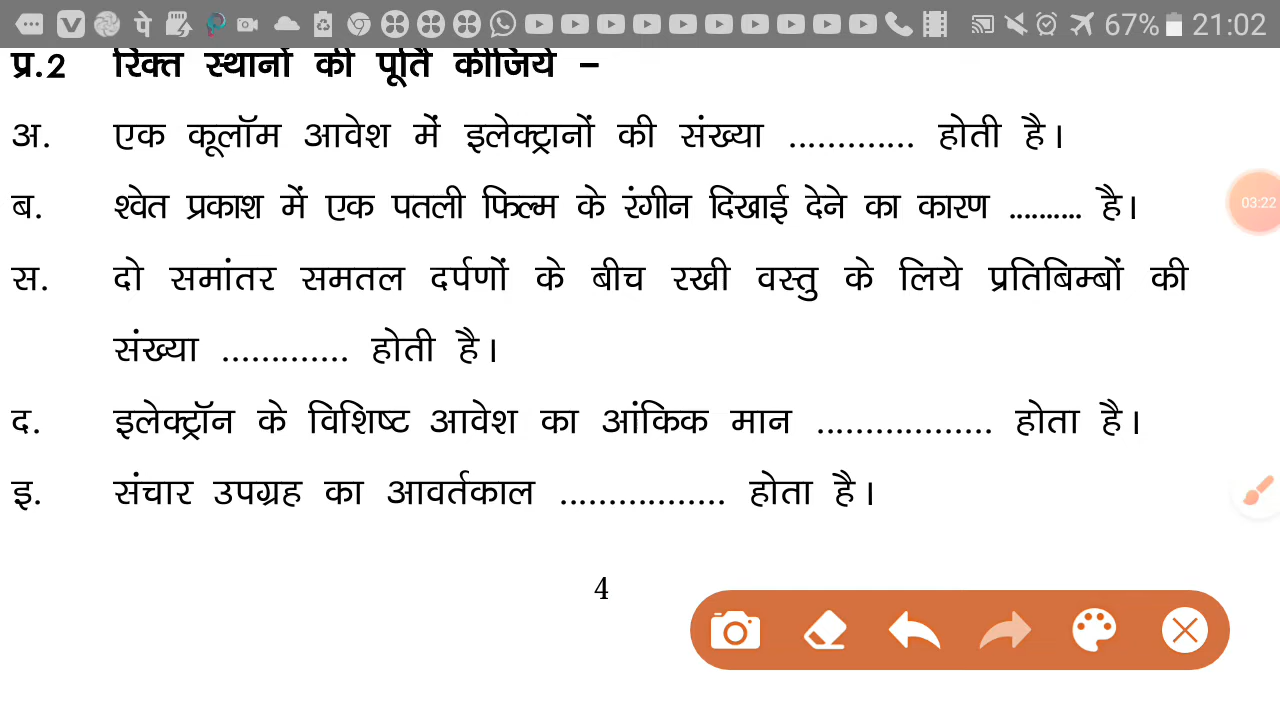 67% 21:02
प्र.2 रिक्त स्थानों की पूर्ति कीजिये –
अ. एक कूलॉम आवेश में इलेक्ट्रानों की संख्या ............. होती है।
03:22
ब. श्वेत प्रकाश में एक पतली फिल्म के रंगीन दिखाई देने का कारण .......... है।
स. दो समांतर समतल दर्पणों के बीच रखी वस्तु के लिये प्रतिबिम्बों की
संख्या ............. होती है।
द. इलेक्ट्रॉन के विशिष्ट आवेश का आंकिक मान .................. होता है।
इ. संचार उपग्रह का आवर्तकाल ................. होता है।
4